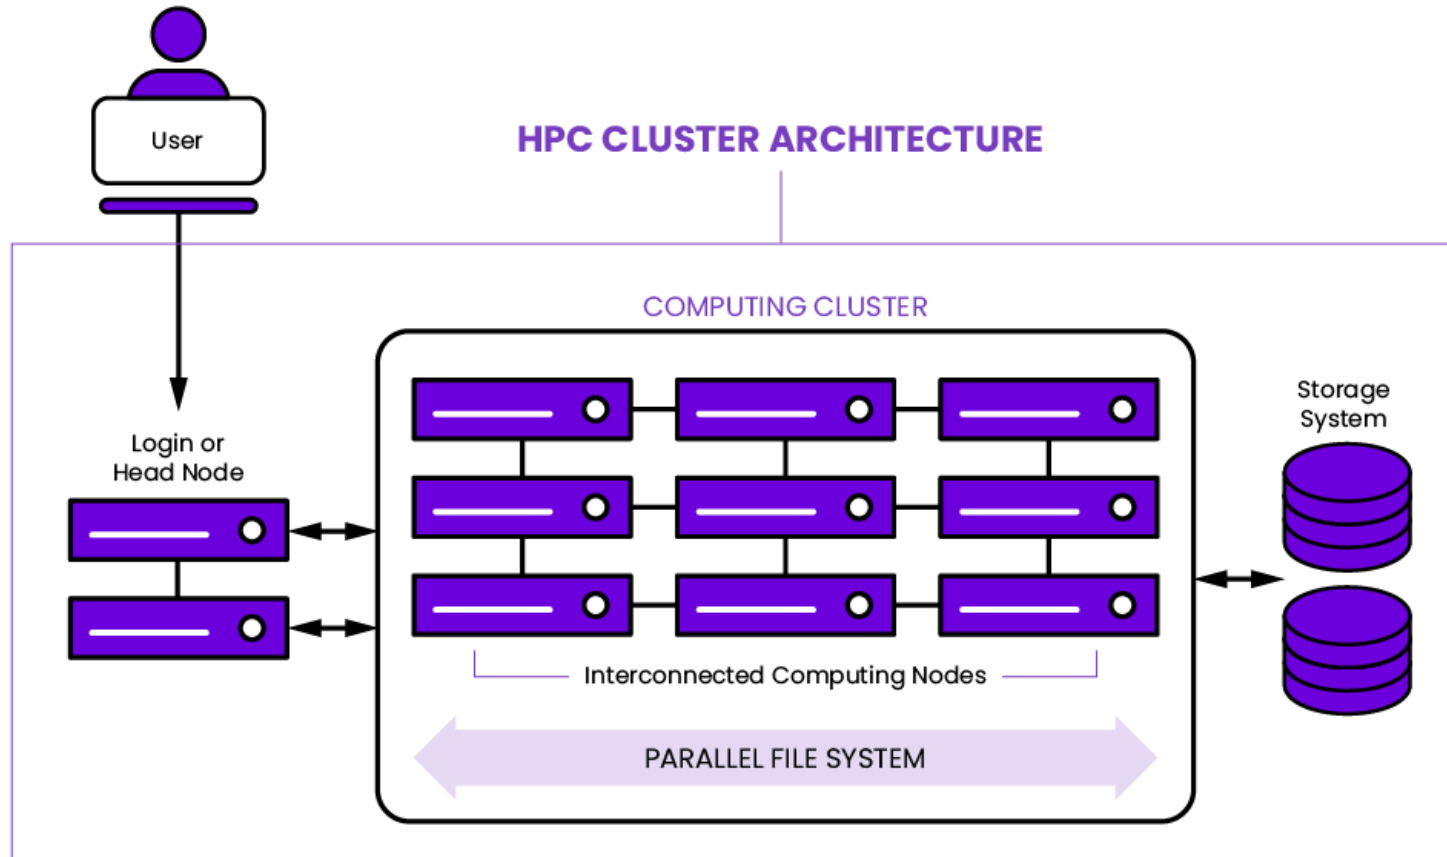 User
HPC CLUSTER ARCHITECTURE
COMPUTING CLUSTER
Storage
System
Login or
Head Node
Interconnected Computing Nodes
PARALLEL FILE SYSTEM